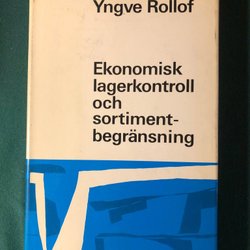 Yngve Rollof
Ekonomisk
lagerkontroll
och
sortiment-
begränsning